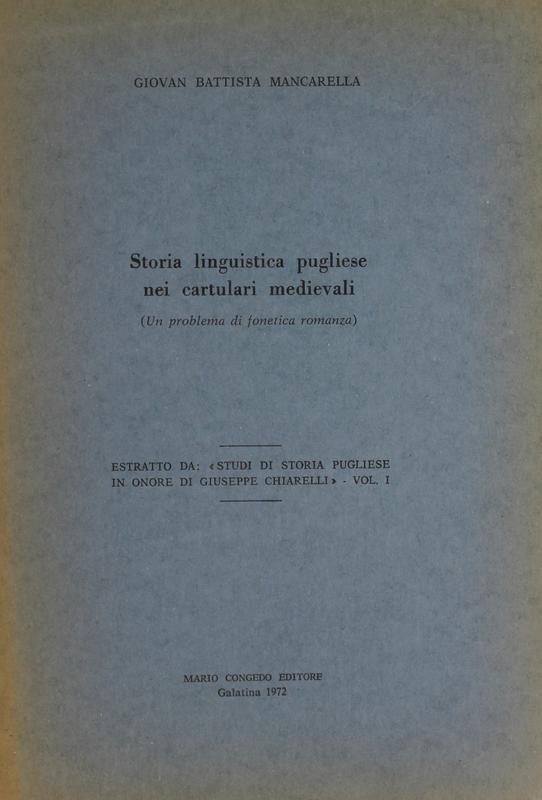 GIOVAN BATTISTA MANCARELLA
Storia linguistica pugliese
nei cartulari medievali
(Un problema di fonetica romanza)
ESTRATTO DA: «STUDI DI STORIA PUGLIESE
IN ONORE DI GIUSEPPE CHIARELLI» - VOL. I
MARIO CONGEDO EDITORE
Galatina 1972